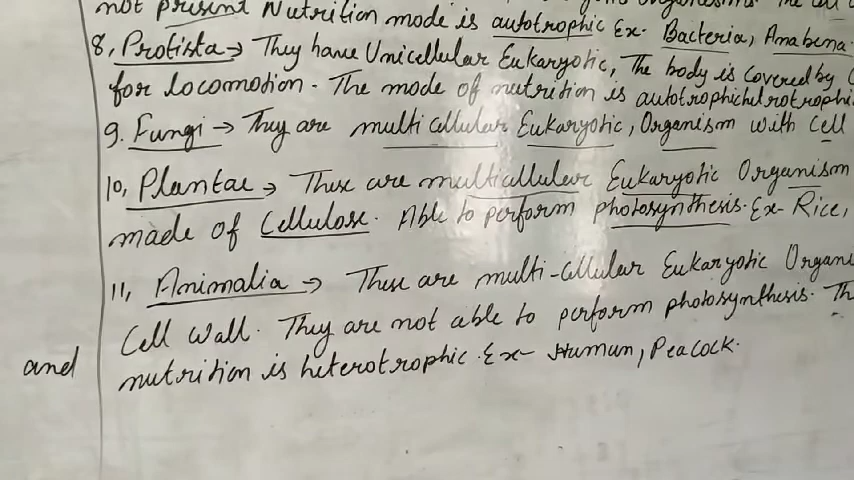 not present Nutrition mode is autotrophic Ex- Bacteria, Anabena
8, Protista → They have Unicellular Eukaryotic, The body is covered by
for locomotion. The mode of nutrition is
9. Fungi → They are multicellular Eukaryotic, Organism with cell
10, Plantae → These are multicellular Eukaryotic Organism
made of Cellulose. Able to perform photosynthesis. Ex- Rice,
11, Animalia → These are multi-cellular Eukaryotic
Cell wall. They are not able to perform photosynthesis.
and
nutrition is heterotrophic. Ex- Human, Peacock.